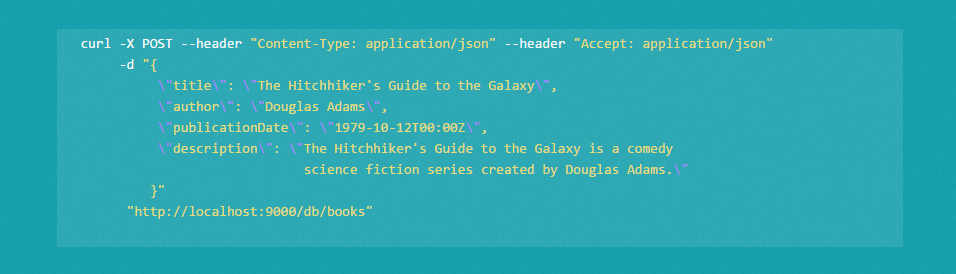 curl -X POST --header "Content-Type: application/json" --header "Accept: application/json"
-d "{
\"title\": \"The Hitchhiker's Guide to the Galaxy\",
\"author\": \"Douglas Adams\",
\"publicationDate\": \"1979-10-12T00:00Z\",
\"description\": \"The Hitchhiker's Guide to the Galaxy is a comedy
science fiction series created by Douglas Adams.\"
}"
"http://localhost:9000/db/books"